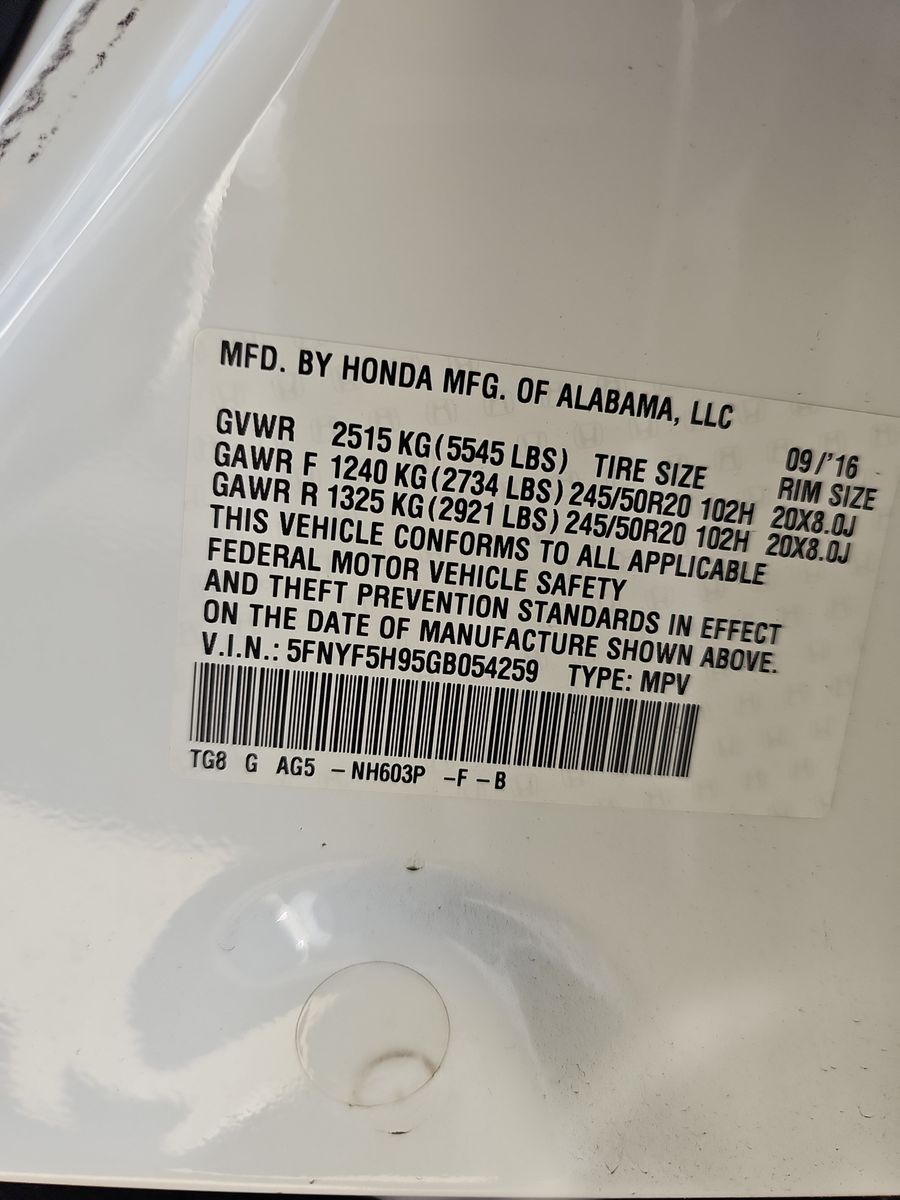 MFD. BY HONDA MFG. OF ALABAMA, LLC
09/'16
GVWR 2515 KG(5545 LBS) TIRE SIZE RIM SIZE
GAWR F 1240 KG(2734 LBS) 245/50R20 102H 20X8.0J
GAWR R 1325 KG(2921 LBS) 245/50R20 102H 20X8.0J
THIS VEHICLE CONFORMS TO ALL APPLICABLE
FEDERAL MOTOR VEHICLE SAFETY
AND THEFT PREVENTION STANDARDS IN EFFECT
ON THE DATE OF MANUFACTURE SHOWN ABOVE.
V.I.N.: 5FNYF5H95GB054259 TYPE: MPV
TG8 G AG5 -NH603P -F-B